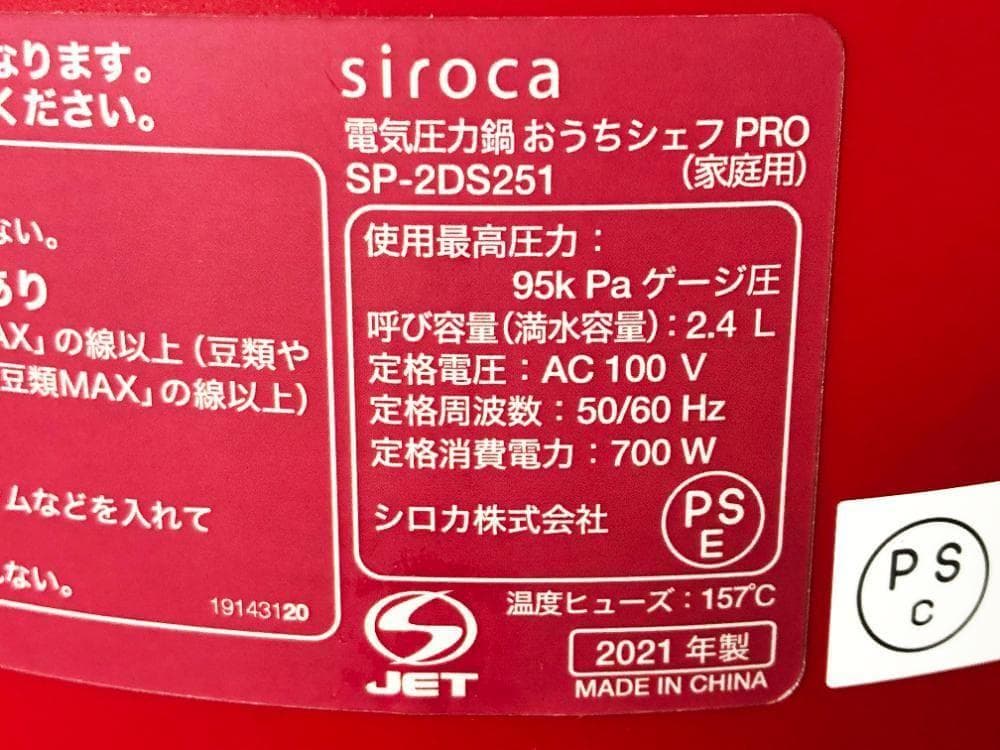 なります。
ください。
ない。
あり
AX」の線以上（豆類や
豆類MAX」の線以上）
ムなどを入れて
ない。
19143120
siroca
電気圧力鍋 おうちシェフ PRO
SP-2DS251 （家庭用）
使用最高圧力：
95k Pa ゲージ圧
呼び容量（満水容量）：2.4 L
定格電圧：AC 100 V
定格周波数：50/60 Hz
定格消費電力：700 W
シロカ株式会社
PS
E
JET
温度ヒューズ：157℃
2021 年製
MADE IN CHINA
PS
C